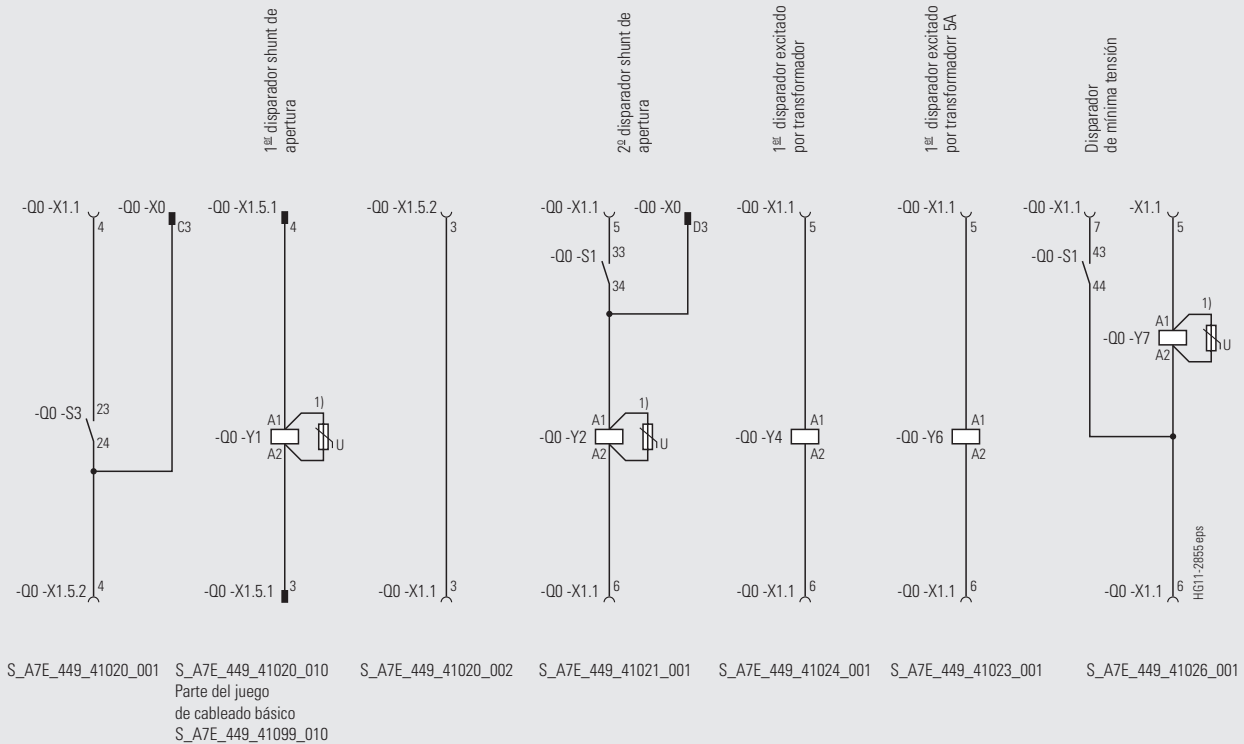 1er disparador shunt de
apertura
2º disparador shunt de
apertura
1er disparador excitado
por transformador
1er disparador excitado
por transformadorr 5A
Disparador
de mínima tensión
-Q0 -X1.1
4
-Q0 -X0
C3
-Q0 -X1.5.1
4
-Q0 -X1.5.2
3
-Q0 -X1.1
5
-Q0 -X0
D3
-Q0 -X1.1
5
-Q0 -X1.1
5
-Q0 -X1.1
7
-X1.1
5
-Q0 -S1
33
34
-Q0 -S1
43
44
-Q0 -Y7
A1
A2
1)
U
-Q0 -S3
23
24
-Q0 -Y1
A1
A2
1)
U
-Q0 -Y2
A1
A2
1)
U
-Q0 -Y4
A1
A2
-Q0 -Y6
A1
A2
-Q0 -X1.5.2
4
-Q0 -X1.5.1
3
-Q0 -X1.1
3
-Q0 -X1.1
6
-Q0 -X1.1
6
-Q0 -X1.1
6
-Q0 -X1.1
6
HG11-2855 eps
S_A7E_449_41020_001
S_A7E_449_41020_010
Parte del juego
de cableado básico
S_A7E_449_41099_010
S_A7E_449_41020_002
S_A7E_449_41021_001
S_A7E_449_41024_001
S_A7E_449_41023_001
S_A7E_449_41026_001